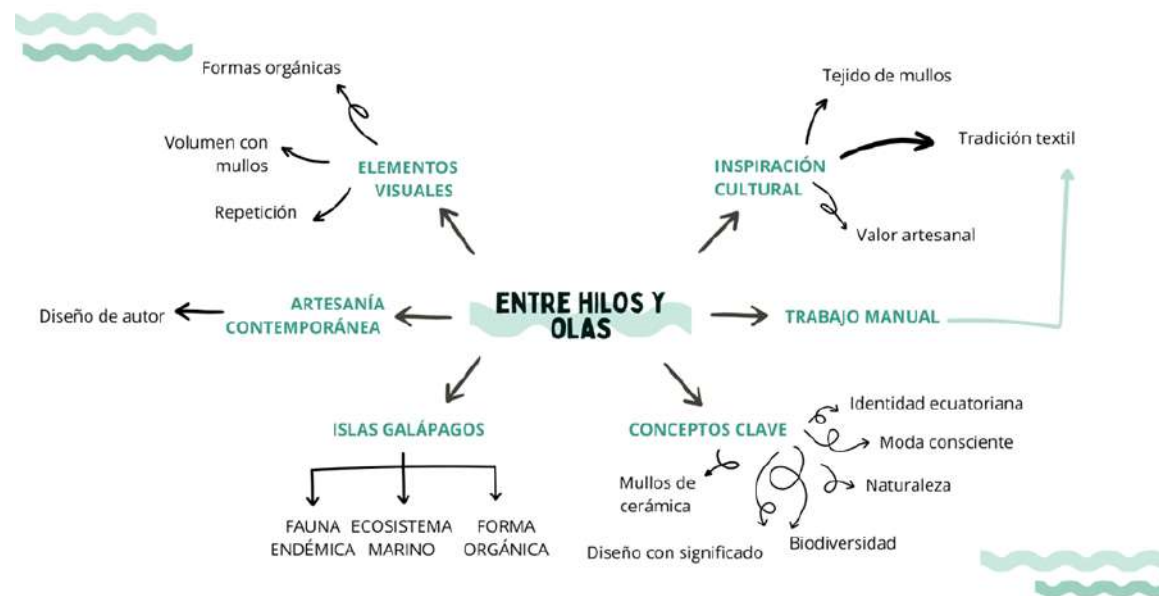 Formas orgánicas
Volumen con
mullos
Repetición
ELEMENTOS
VISUALES
Tejido de mullos
Tradición textil
INSPIRACIÓN
CULTURAL
Valor artesanal
Diseño de autor
ARTESANÍA
CONTEMPORÁNEA
ENTRE HILOS Y
OLAS
TRABAJO MANUAL
ISLAS GALÁPAGOS
FAUNA
ENDÉMICA
ECOSISTEMA
MARINO
FORMA
ORGÁNICA
CONCEPTOS CLAVE
Identidad ecuatoriana
Moda consciente
Naturaleza
Mullos de
cerámica
Diseño con significado
Biodiversidad